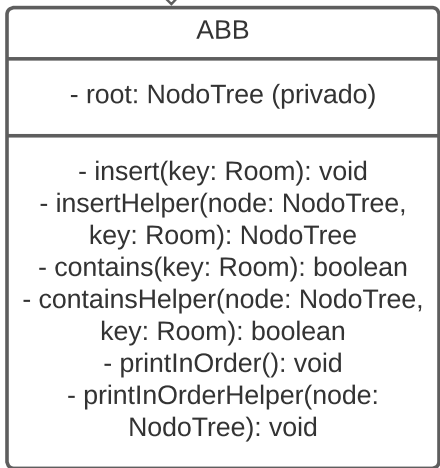 ABB
- root: NodoTree (privado)
- insert(key: Room): void
- insertHelper(node: NodoTree,
key: Room): NodoTree
- contains(key: Room): boolean
- containsHelper(node: NodoTree,
key: Room): boolean
- printInOrder(): void
- printInOrderHelper(node:
NodoTree): void